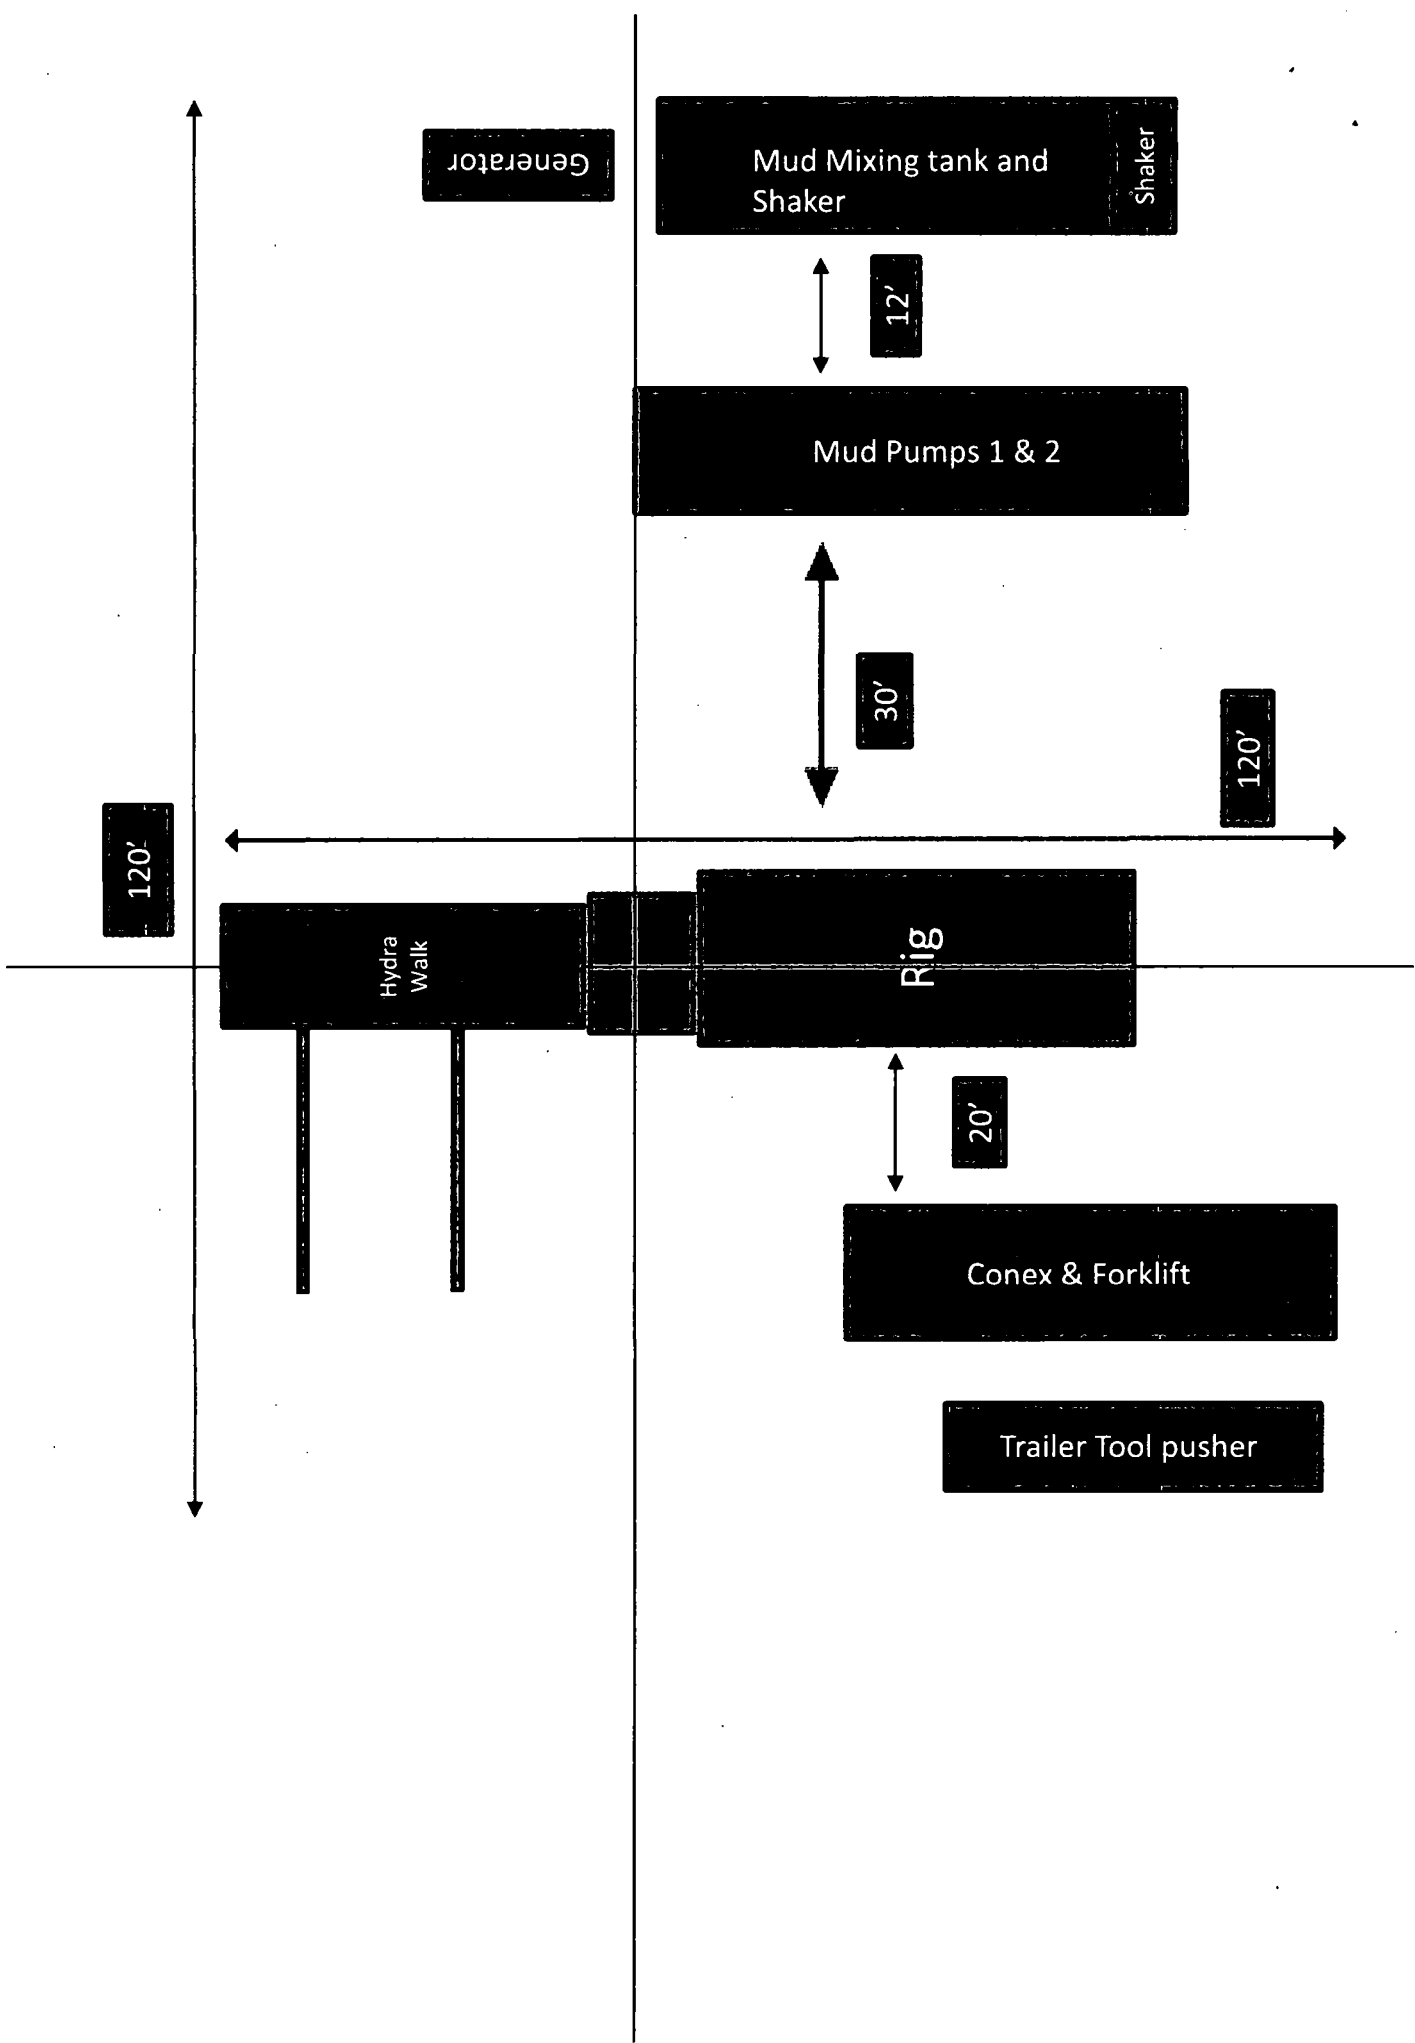 Generator
Mud Mixing tank and
Shaker
Shaker
12'
Mud Pumps 1 & 2
30'
120'
120'
Hydra
Walk
Rig
20'
Conex & Forklift
Trailer Tool pusher